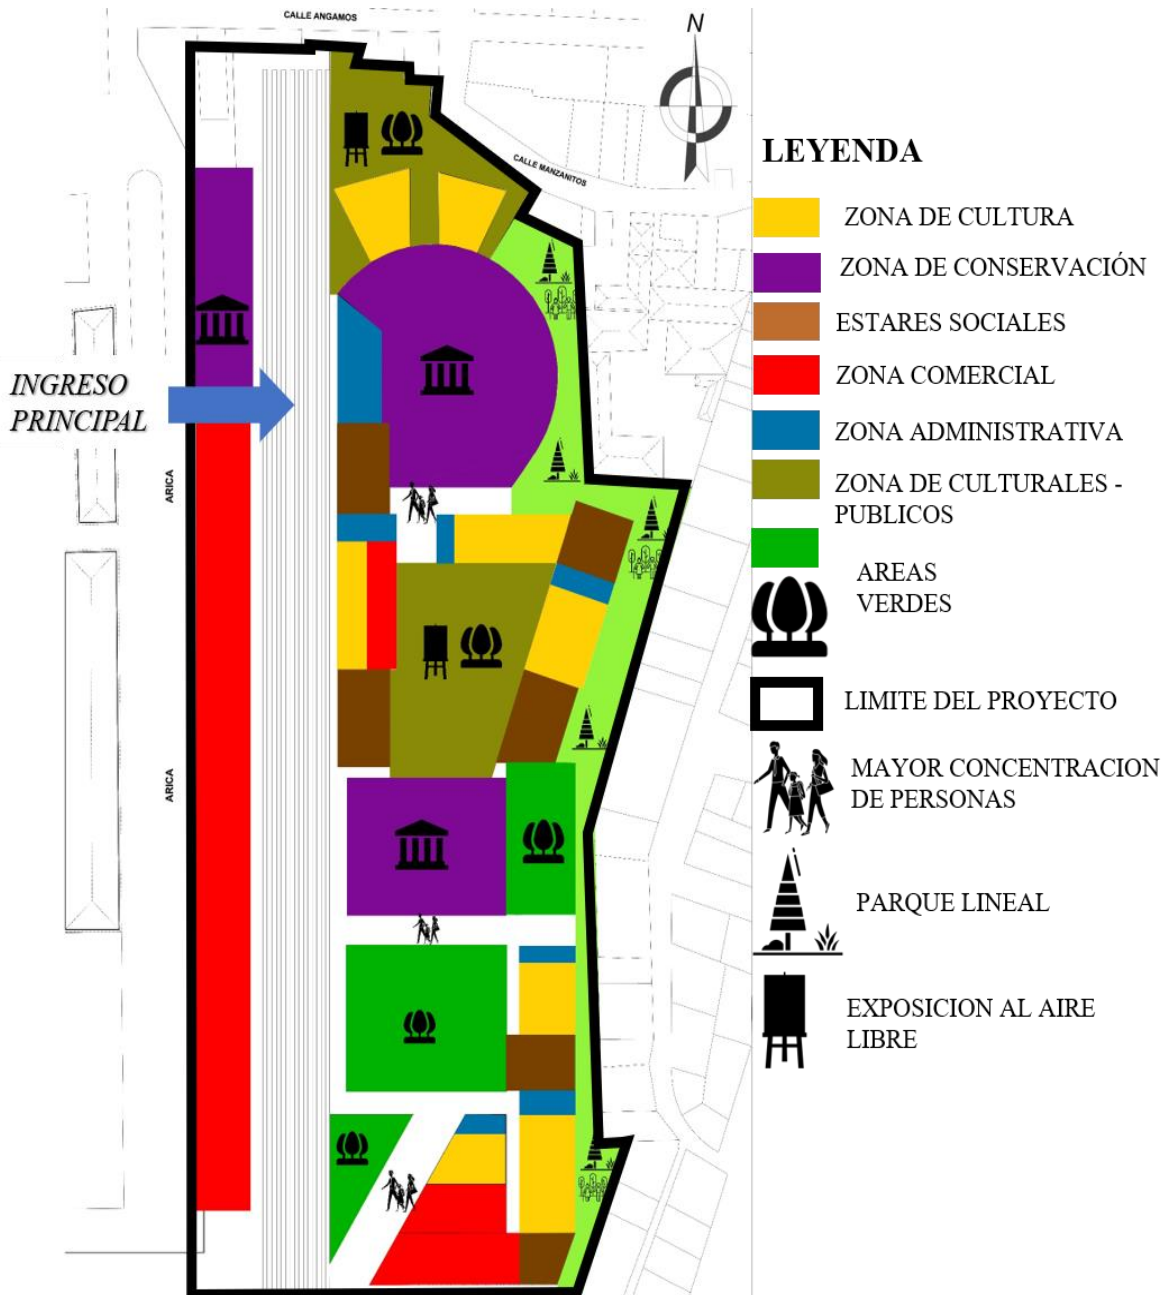 CALLE ANGAMOS
N
CALLE MANZANITOS
LEYENDA
ZONA DE CULTURA
ZONA DE CONSERVACIÓN
ESTARES SOCIALES
ZONA COMERCIAL
ZONA ADMINISTRATIVA
ZONA DE CULTURALES -
PUBLICOS
AREAS
VERDES
LIMITE DEL PROYECTO
MAYOR CONCENTRACION
DE PERSONAS
PARQUE LINEAL
EXPOSICION AL AIRE
LIBRE
INGRESO
PRINCIPAL
ARICA
ARICA